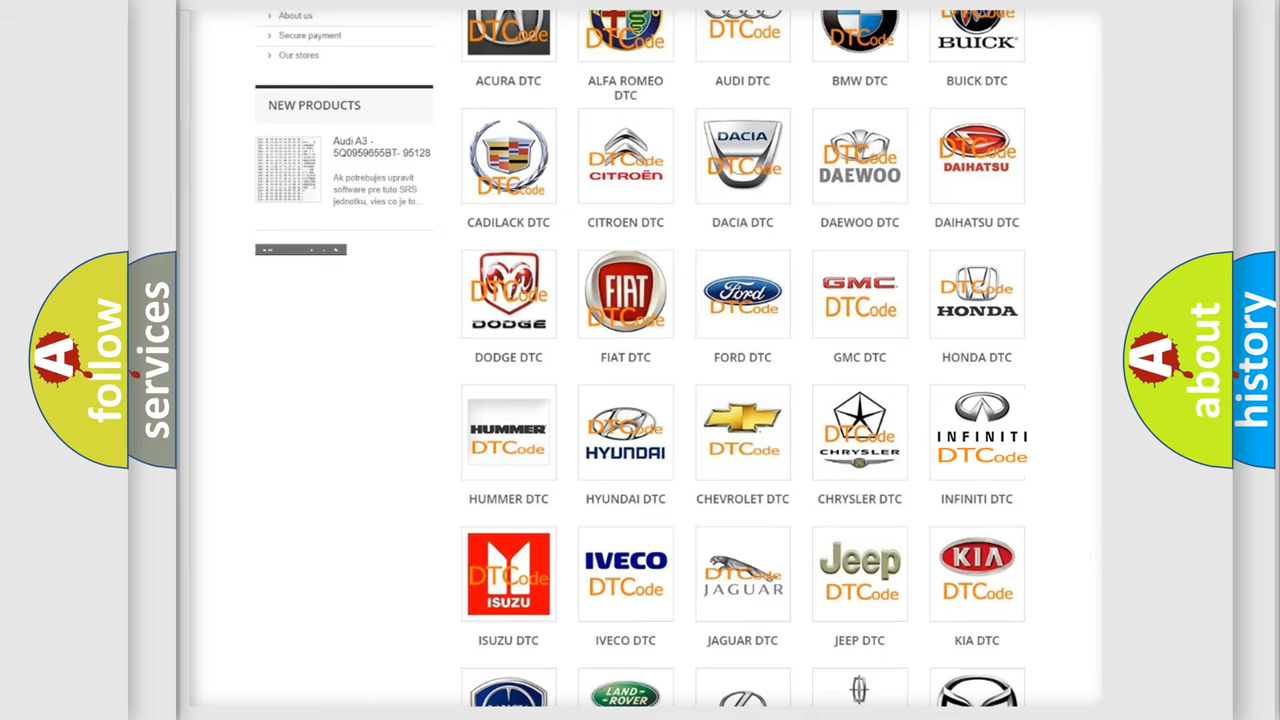 About us
Secure payment
Our stores
NEW PRODUCTS
Audi A3 -
5Q0959655BT- 95128
Ak potrebujes upravit
software pre tuto SRS
jednotku, vies co je to...
DTCode
DTCode
DTCode
DTCode
BUICK
ACURA DTC
ALFA ROMEO
DTC
AUDI DTC
BMW DTC
BUICK DTC
DTCode
DTCode
CITROËN
DACIA
DTCode
DTCode
DAEWOO
DTCode
DAIHATSU
CADILACK DTC
CITROEN DTC
DACIA DTC
DAEWOO DTC
DAIHATSU DTC
DTCode
DODGE
FIAT
DTCode
Ford
DTCode
GMC
DTCode
DTCode
HONDA
DODGE DTC
FIAT DTC
FORD DTC
GMC DTC
HONDA DTC
HUMMER
DTCode
DTCode
HYUNDAI
DTCode
DTCode
CHRYSLER
INFINITI
DTCode
HUMMER DTC
HYUNDAI DTC
CHEVROLET DTC
CHRYSLER DTC
INFINITI DTC
DTCode
ISUZU
IVECO
DTCode
DTCode
JAGUAR
Jeep
DTCode
KIA
DTCode
ISUZU DTC
IVECO DTC
JAGUAR DTC
JEEP DTC
KIA DTC
LAND-
ROVER
A
follow
services
A
about
history